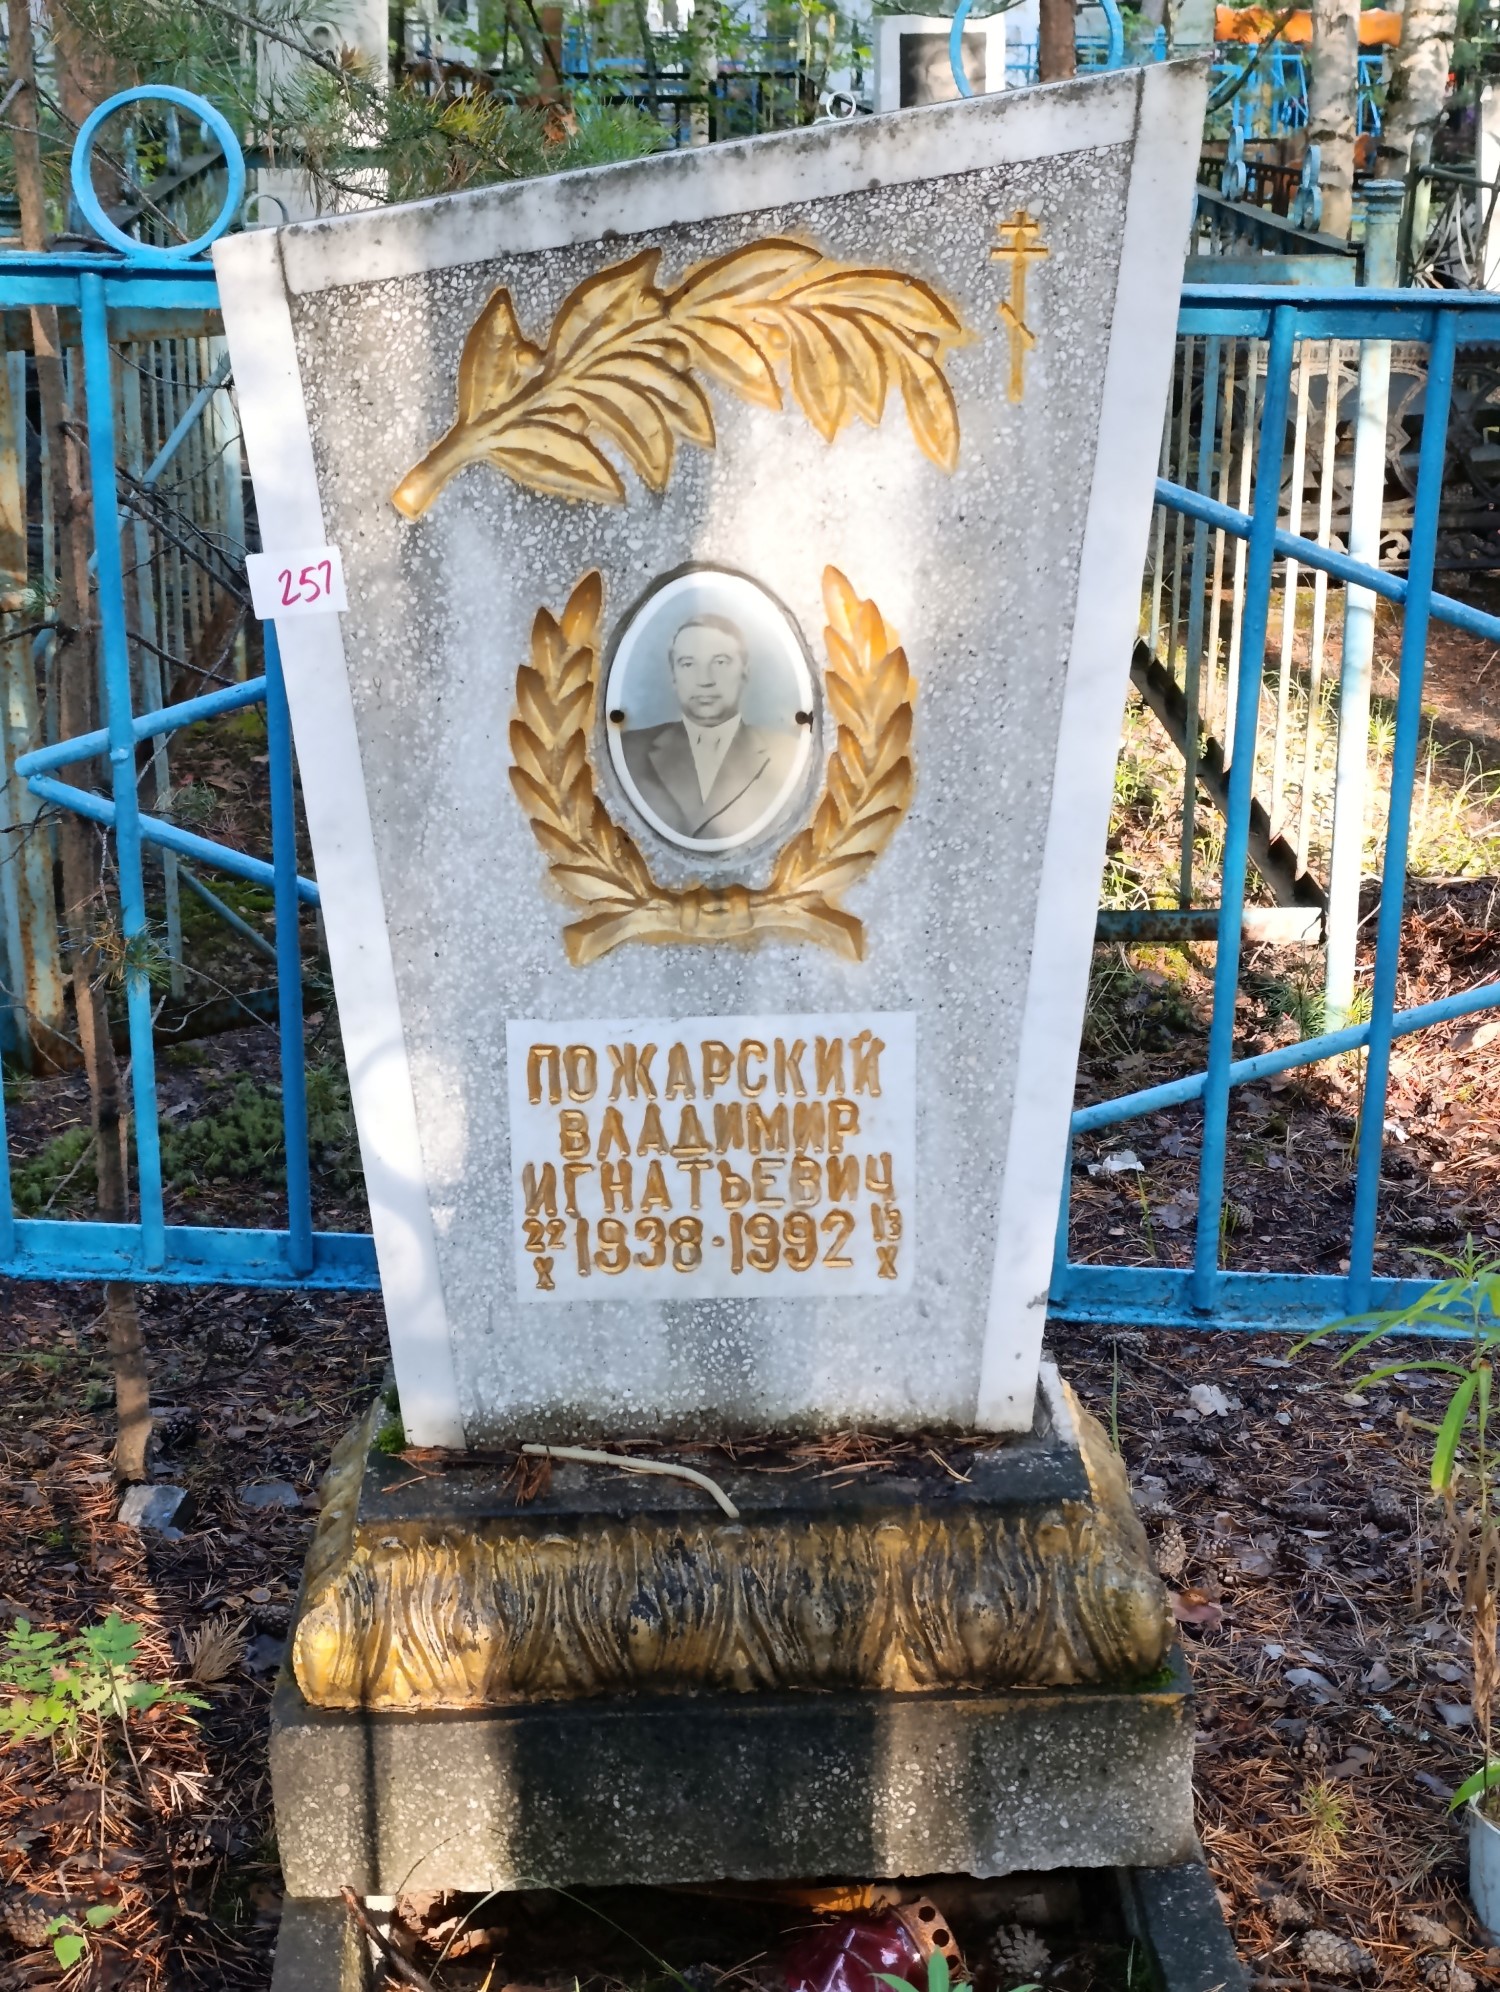 257
ПОЖАРСКИЙ
ВЛАДИМИР
ИГНАТЬЕВИЧ
22 X 1938 · 1992 13 X